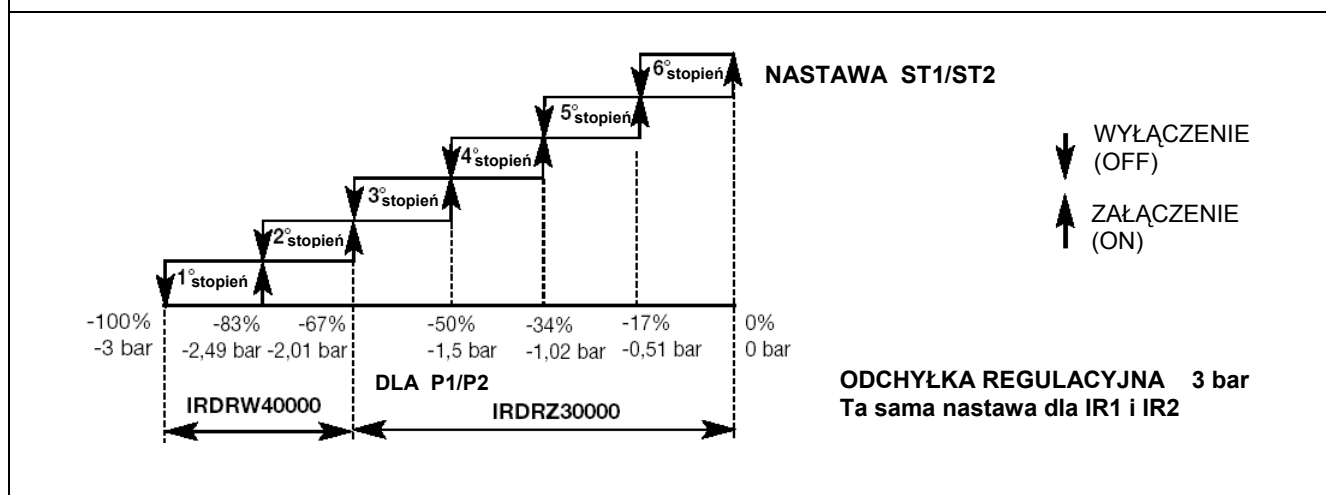 6° stopień
NASTAWA ST1/ST2
5° stopień
WYŁĄCZENIE
(OFF)
4° stopień
3° stopień
ZAŁĄCZENIE
(ON)
2° stopień
1° stopień
-100% -83% -67% -50% -34% -17% 0%
-3 bar -2,49 bar -2,01 bar -1,5 bar -1,02 bar -0,51 bar 0 bar
DLA P1/P2
ODCHYŁKA REGULACYJNA 3 bar
IRDRW40000 IRDRZ30000
Ta sama nastawa dla IR1 i IR2